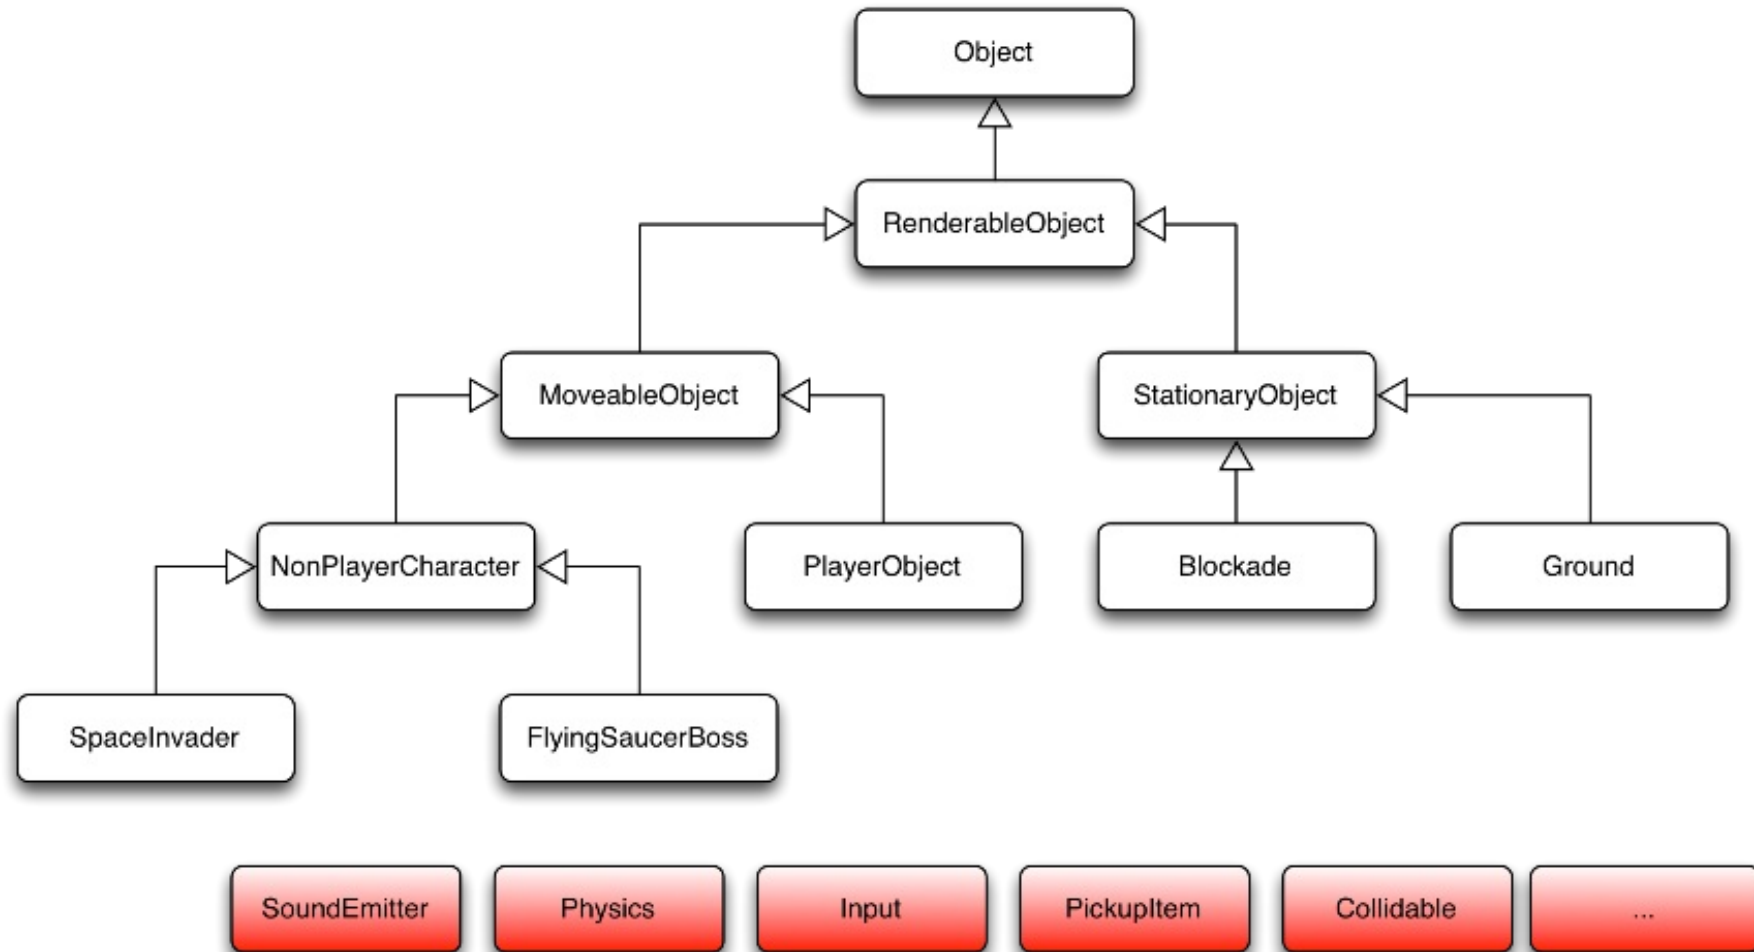 Object
RenderableObject
MoveableObject
StationaryObject
NonPlayerCharacter
PlayerObject
Blockade
Ground
SpaceInvader
FlyingSaucerBoss
SoundEmitter
Physics
Input
PickupItem
Collidable
...